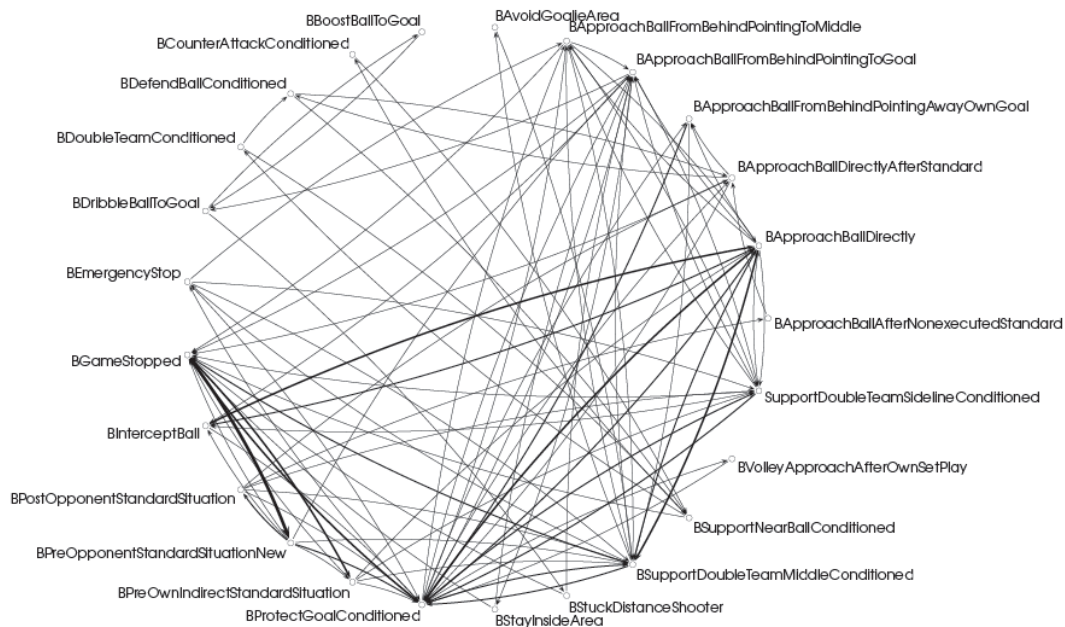 BBoostBallToGoal
BAvoidGoalieArea
BApproachBallFromBehindPointingToMiddle
BCounterAttackConditioned
BApproachBallFromBehindPointingToGoal
BDefendBallConditioned
BApproachBallFromBehindPointingAwayOwnGoal
BDoubleTeamConditioned
BApproachBallDirectlyAfterStandard
BDribbleBallToGoal
BApproachBallDirectly
BEmergencyStop
BApproachBallAfterNonexecutedStandard
BGameStopped
SupportDoubleTeamSidelineConditioned
BInterceptBall
BVolleyApproachAfterOwnSetPlay
BPostOpponentStandardSituation
BSupportNearBallConditioned
BPreOpponentStandardSituationNew
BSupportDoubleTeamMiddleConditioned
BPreOwnIndirectStandardSituation
BStuckDistanceShooter
BProtectGoalConditioned
BStayInsideArea